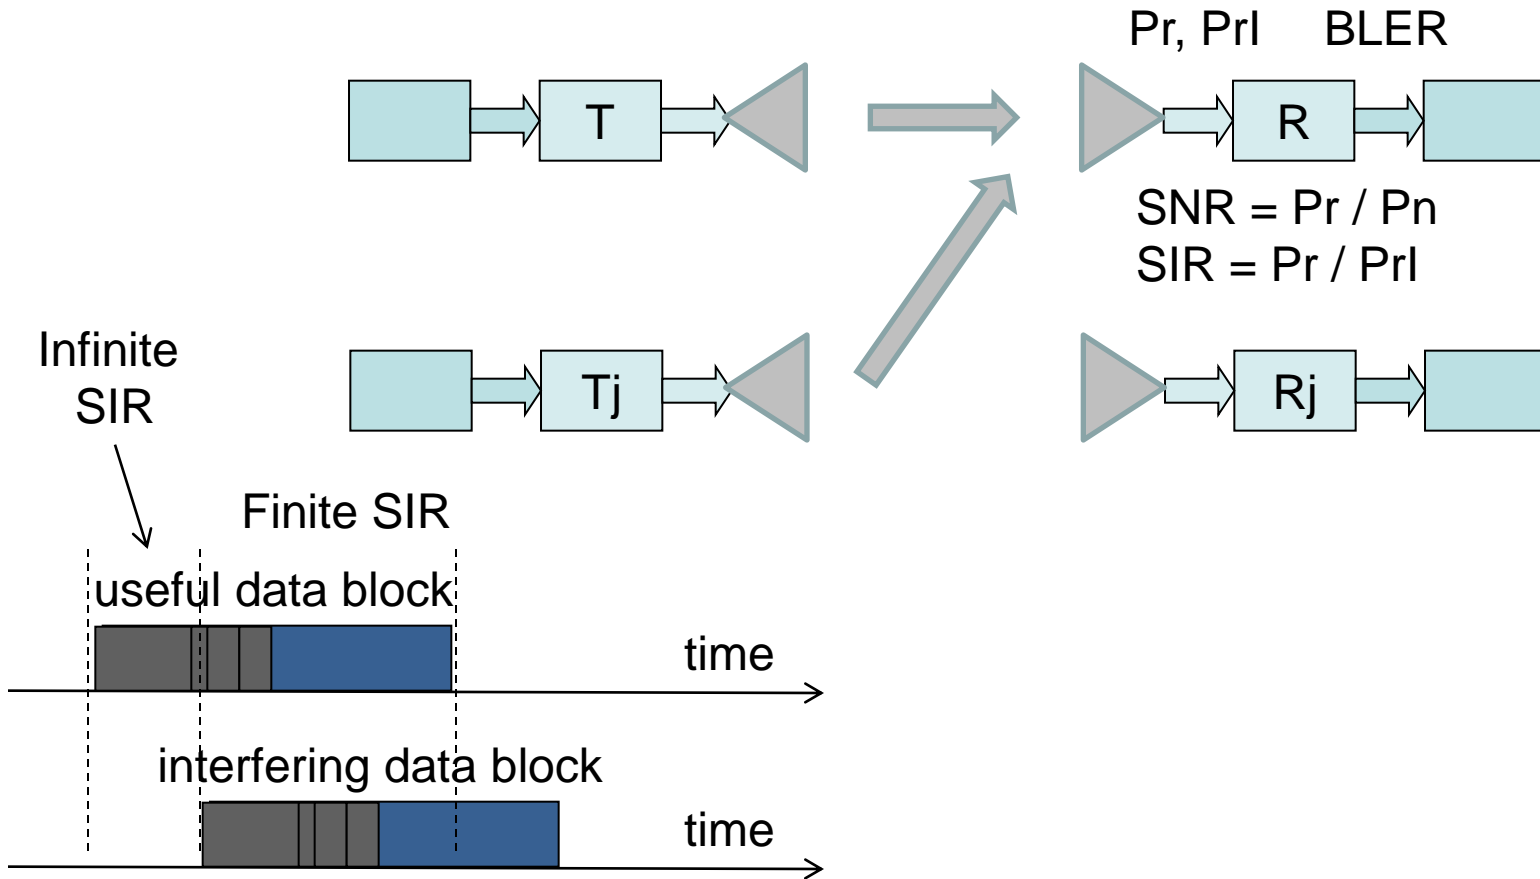 Pr, PrI BLER
T
R
SNR = Pr / Pn
SIR = Pr / PrI
Infinite
SIR
Tj
Rj
Finite SIR
useful data block
time
interfering data block
time